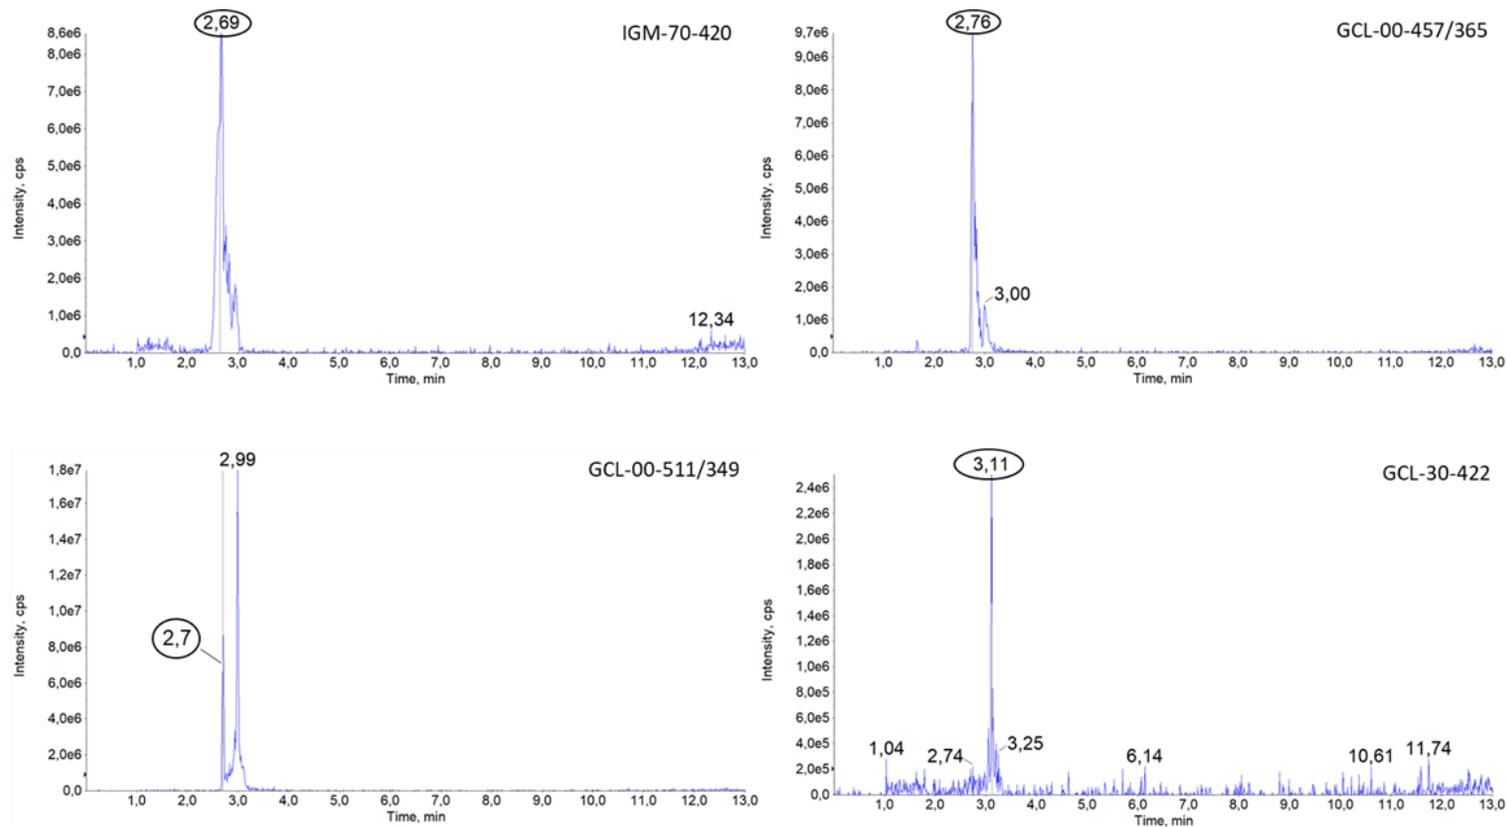 IGM-70-420
2,69
8,6e6
8,0e6
7,0e6
6,0e6
5,0e6
4,0e6
3,0e6
2,0e6
1,0e6
0,0
Intensity, cps
12,34
1,0 2,0 3,0 4,0 5,0 6,0 7,0 8,0 9,0 10,0 11,0 12,0 13,0
Time, min
GCL-00-457/365
2,76
9,7e6
9,0e6
8,0e6
7,0e6
6,0e6
5,0e6
4,0e6
3,0e6
2,0e6
1,0e6
0,0
Intensity, cps
3,00
1,0 2,0 3,0 4,0 5,0 6,0 7,0 8,0 9,0 10,0 11,0 12,0 13,0
Time, min
GCL-00-511/349
2,99
1,8e7
1,6e7
1,4e7
1,2e7
1,0e7
8,0e6
6,0e6
4,0e6
2,0e6
0,0
Intensity, cps
2,7
1,0 2,0 3,0 4,0 5,0 6,0 7,0 8,0 9,0 10,0 11,0 12,0 13,0
Time, min
GCL-30-422
3,11
2,4e6
2,2e6
2,0e6
1,8e6
1,6e6
1,4e6
1,2e6
1,0e6
8,0e5
6,0e5
4,0e5
2,0e5
0,0
Intensity, cps
1,04
2,74
3,25
6,14
10,61
11,74
1,0 2,0 3,0 4,0 5,0 6,0 7,0 8,0 9,0 10,0 11,0 12,0 13,0
Time, min